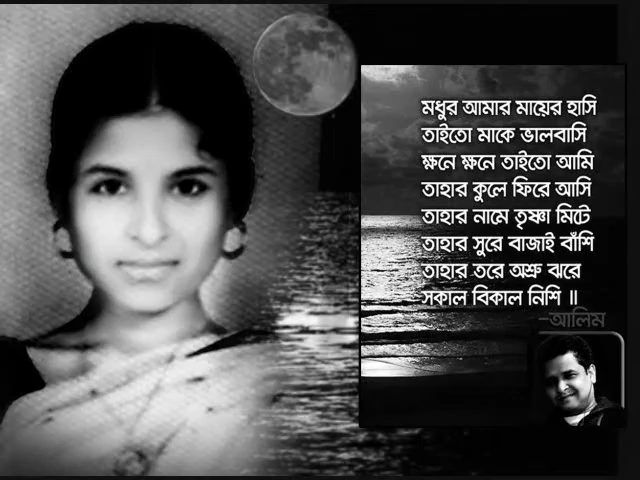 মধুর আমার মায়ের হাসি
তাইতো মাকে ভালবাসি
ক্ষনে ক্ষনে তাইতো আমি
তাহার কুলে ফিরে আসি
তাহার নামে তৃষ্ণা মিটে
তাহার সুরে বাজাই বাঁশি
তাহার তরে অশ্রু ঝরে
সকাল বিকাল নিশি ॥
-আলিম